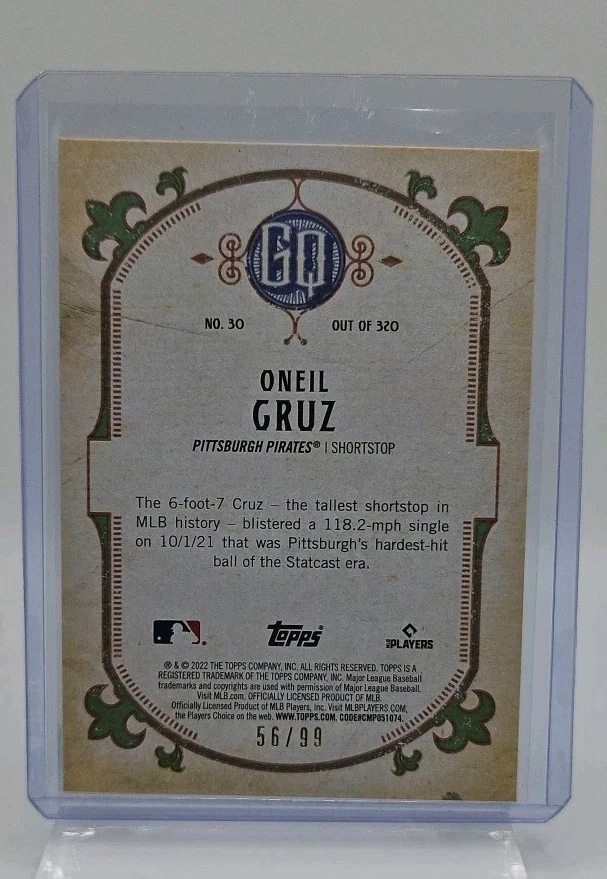 GQ
NO. 30 OUT OF 320
ONEIL
CRUZ
PITTSBURGH PIRATES® | SHORTSTOP
The 6-foot-7 Cruz – the tallest shortstop in
MLB history – blistered a 118.2-mph single
on 10/1/21 that was Pittsburgh's hardest-hit
ball of the Statcast era.
Topps®
MLB PLAYERS
® & © 2022 THE TOPPS COMPANY, INC. ALL RIGHTS RESERVED. TOPPS IS A
REGISTERED TRADEMARK OF THE TOPPS COMPANY, INC. Major League Baseball
trademarks and copyrights are used with permission of Major League Baseball.
Visit MLB.com. OFFICIALLY LICENSED PRODUCT OF MLB.
Officially Licensed Product of MLB Players, Inc. Visit MLBPLAYERS.COM,
the Players Choice on the web. WWW.TOPPS.COM. CODE#CMP051074.
56/99